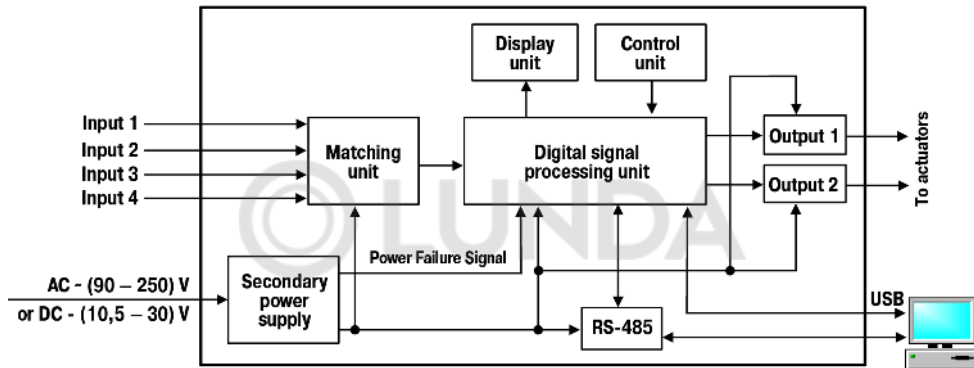 Display
unit
Control
unit
Input 1
Input 2
Input 3
Input 4
Matching
unit
Digital signal
processing unit
Output 1
Output 2
To actuators
LUNDA
Power Failure Signal
AC - (90 – 250) V
or DC - (10,5 – 30) V
Secondary
power
supply
RS-485
USB